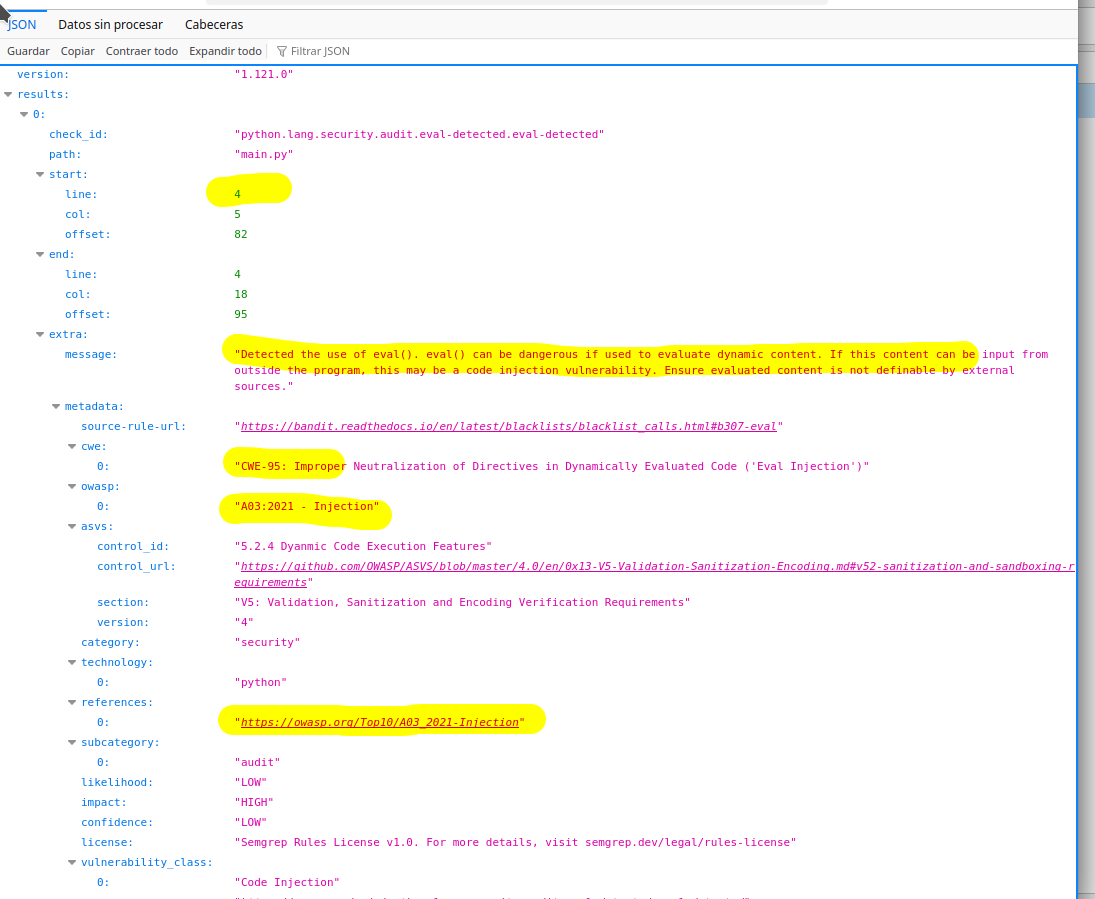 JSON Datos sin procesar Cabeceras
Guardar Copiar Contraer todo Expandir todo Filtrar JSON
version: "1.121.0"
results:
0:
check_id: "python.lang.security.audit.eval-detected.eval-detected"
path: "main.py"
start:
line: 4
col: 5
offset: 82
end:
line: 4
col: 18
offset: 95
extra:
message: "Detected the use of eval(). eval() can be dangerous if used to evaluate dynamic content. If this content can be input from
outside the program, this may be a code injection vulnerability. Ensure evaluated content is not definable by external
sources."
metadata:
source-rule-url: "https://bandit.readthedocs.io/en/latest/blacklists/blacklist_calls.html#b307-eval"
cwe:
0: "CWE-95: Improper Neutralization of Directives in Dynamically Evaluated Code ('Eval Injection')"
owasp:
0: "A03:2021 - Injection"
asvs:
control_id: "5.2.4 Dyanmic Code Execution Features"
control_url: "https://github.com/OWASP/ASVS/blob/master/4.0/en/0x13-V5-Validation-Sanitization-Encoding.md#v52-sanitization-and-sandboxing-r
equirements"
section: "V5: Validation, Sanitization and Encoding Verification Requirements"
version: "4"
category: "security"
technology:
0: "python"
references:
0: "https://owasp.org/Top10/A03_2021-Injection"
subcategory:
0: "audit"
likelihood: "LOW"
impact: "HIGH"
confidence: "LOW"
license: "Semgrep Rules License v1.0. For more details, visit semgrep.dev/legal/rules-license"
vulnerability_class:
0: "Code Injection"